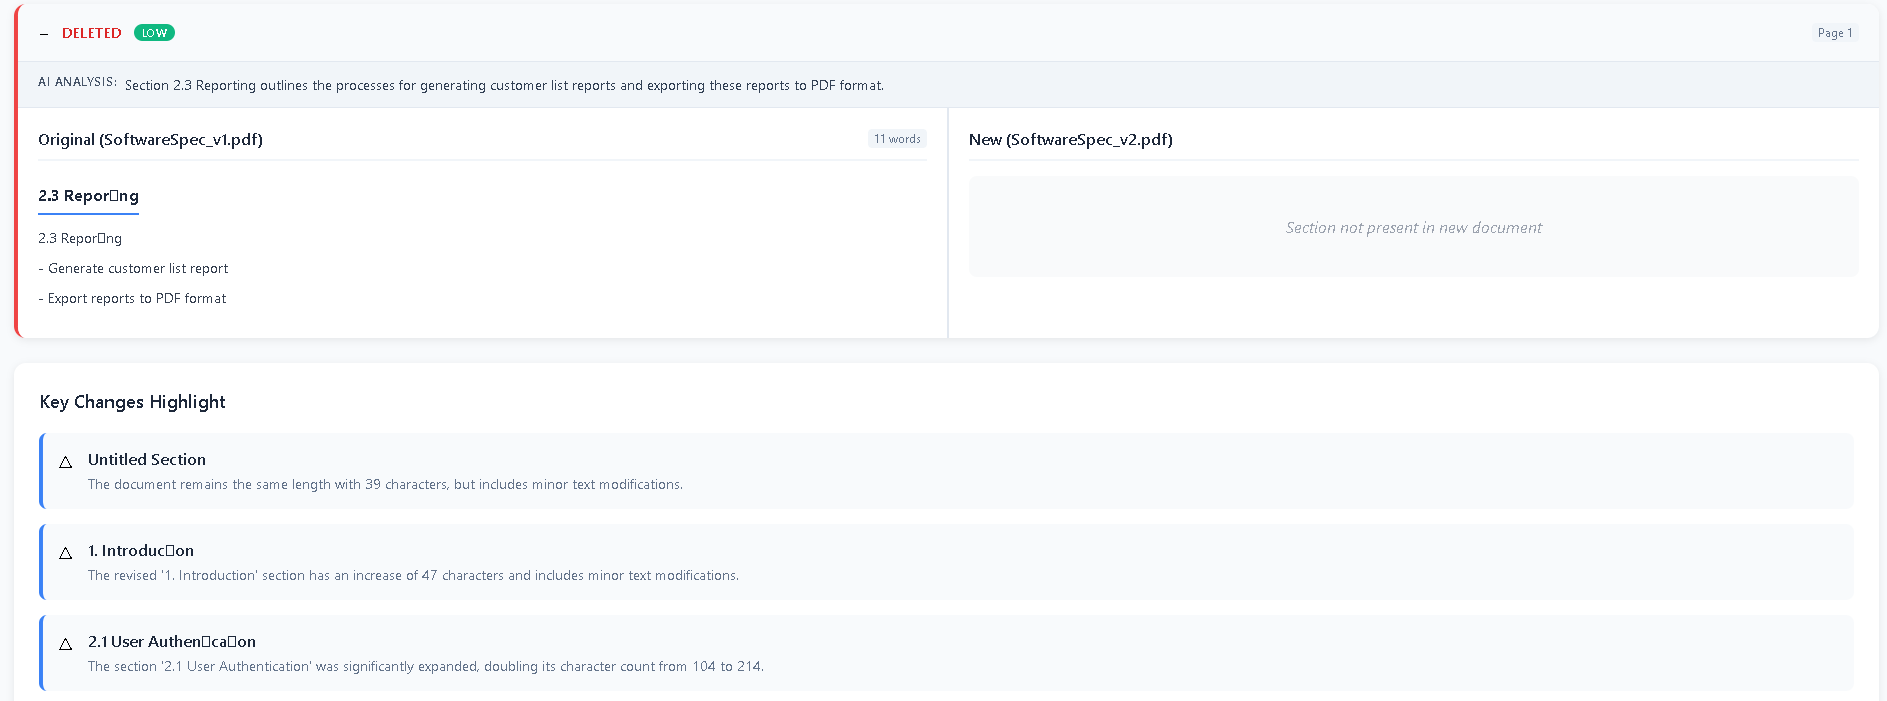 – DELETED LOW Page 1
AI ANALYSIS: Section 2.3 Reporting outlines the processes for generating customer list reports and exporting these reports to PDF format.
Original (SoftwareSpec_v1.pdf) 11 words
2.3 Repor□ng
2.3 Repor□ng
- Generate customer list report
- Export reports to PDF format
New (SoftwareSpec_v2.pdf)
Section not present in new document
Key Changes Highlight
△ Untitled Section
The document remains the same length with 39 characters, but includes minor text modifications.
△ 1. Introduc□on
The revised '1. Introduction' section has an increase of 47 characters and includes minor text modifications.
△ 2.1 User Authen□ca□on
The section '2.1 User Authentication' was significantly expanded, doubling its character count from 104 to 214.